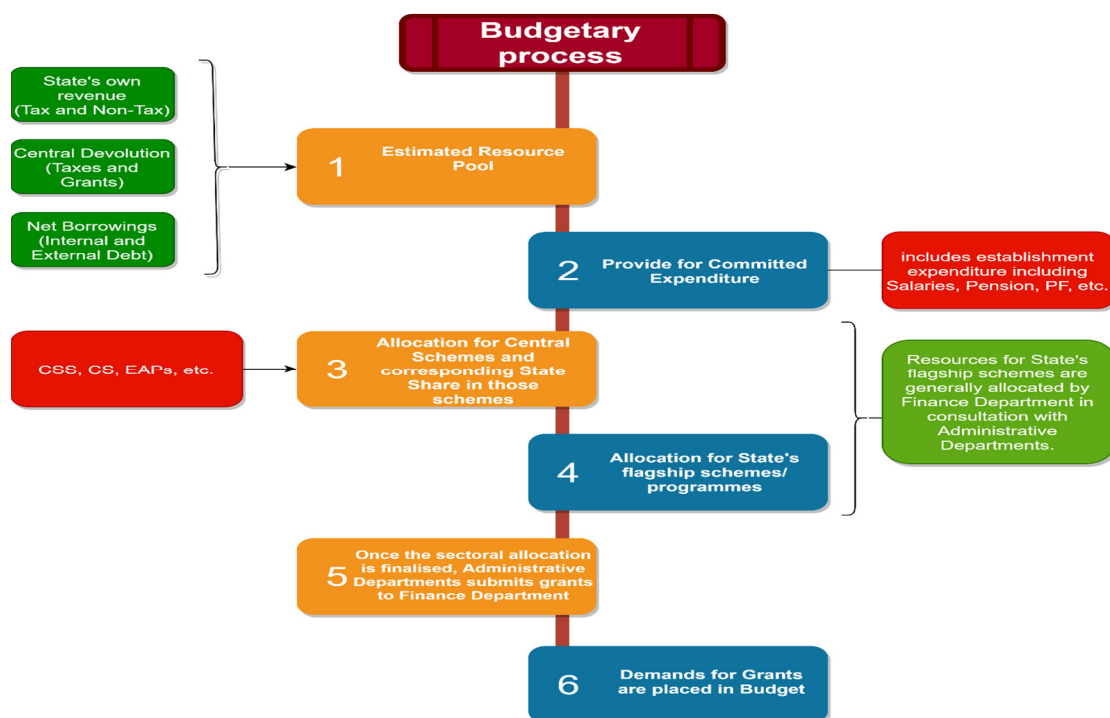 Budgetary
process
State's own
revenue
(Tax and Non-Tax)
Central Devolution
(Taxes and
Grants)
Net Borrowings
(Internal and
External Debt)
1
Estimated Resource
Pool
2
Provide for Committed
Expenditure
includes establishment
expenditure including
Salaries, Pension, PF, etc.
CSS, CS, EAPs, etc.
3
Allocation for Central
Schemes and
corresponding State
Share in those
schemes
Resources for State's
flagship schemes are
generally allocated by
Finance Department in
consultation with
Administrative
Departments.
4
Allocation for State's
flagship schemes/
programmes
5
Once the sectoral allocation
is finalised, Administrative
Departments submits grants
to Finance Department
6
Demands for Grants
are placed in Budget